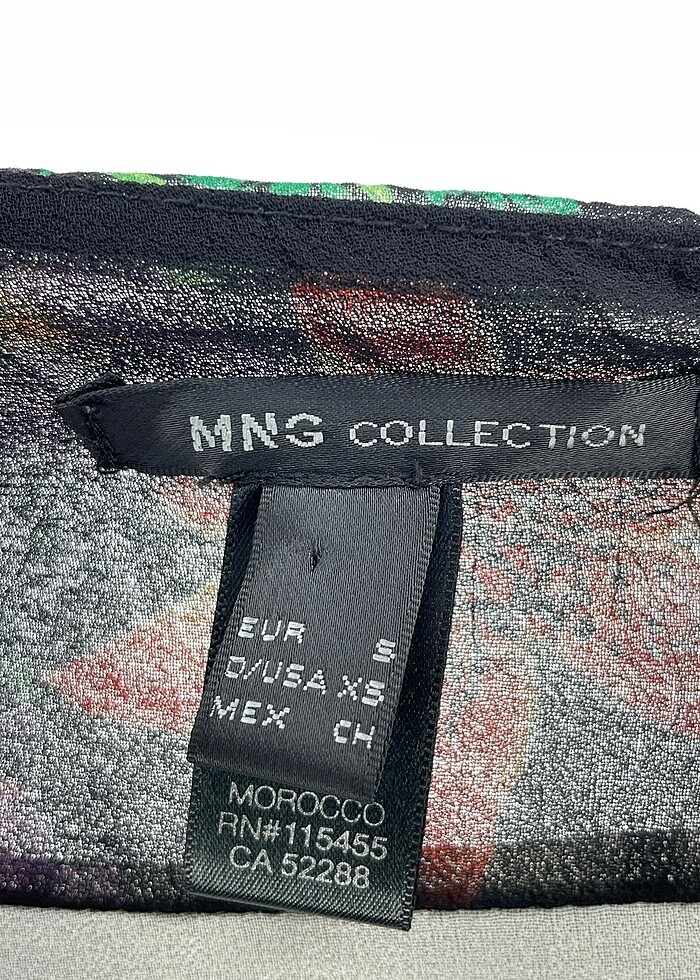 MNG COLLECTION
EUR S
D/USA XS
MEX CH
MOROCCO
RN#115455
CA 52288